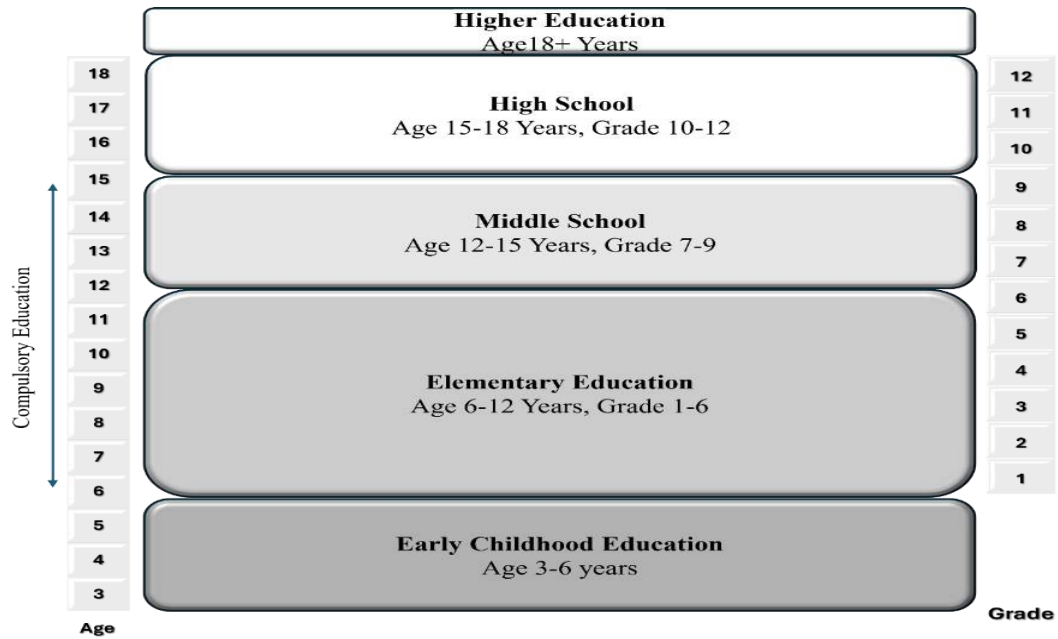 Higher Education
Age18+ Years
High School
Age 15-18 Years, Grade 10-12
Middle School
Age 12-15 Years, Grade 7-9
Elementary Education
Age 6-12 Years, Grade 1-6
Early Childhood Education
Age 3-6 years
Compulsory Education
18
17
16
15
14
13
12
11
10
9
8
7
6
5
4
3
Age
12
11
10
9
8
7
6
5
4
3
2
1
Grade